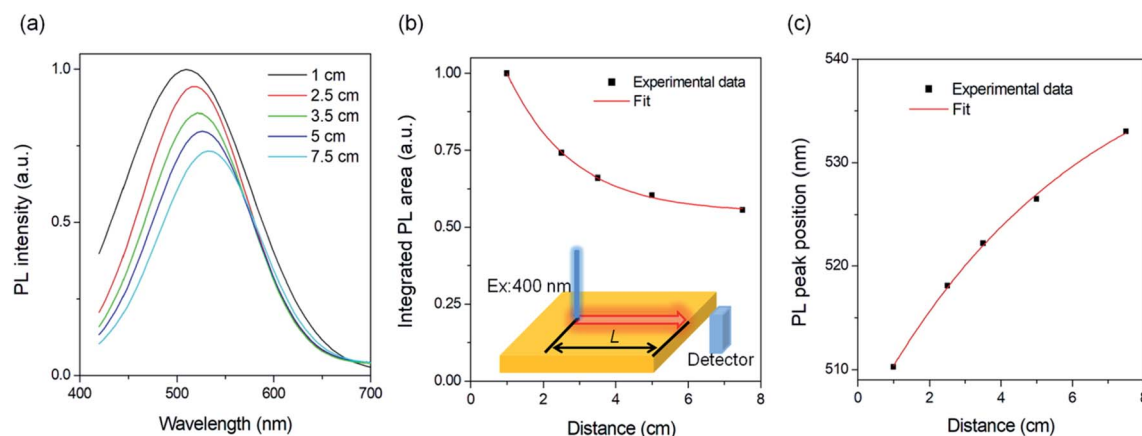 (a)
1.0
0.5
0.0
PL intensity (a.u.)
1 cm
2.5 cm
3.5 cm
5 cm
7.5 cm
400
500
600
700
Wavelength (nm)
(b)
1.00
0.75
0.50
0.25
0.00
Integrated PL area (a.u.)
Experimental data
Fit
Ex:400 nm
L
Detector
0
2
4
6
8
Distance (cm)
(c)
540
530
520
510
PL peak position (nm)
Experimental data
Fit
0
2
4
6
8
Distance (cm)